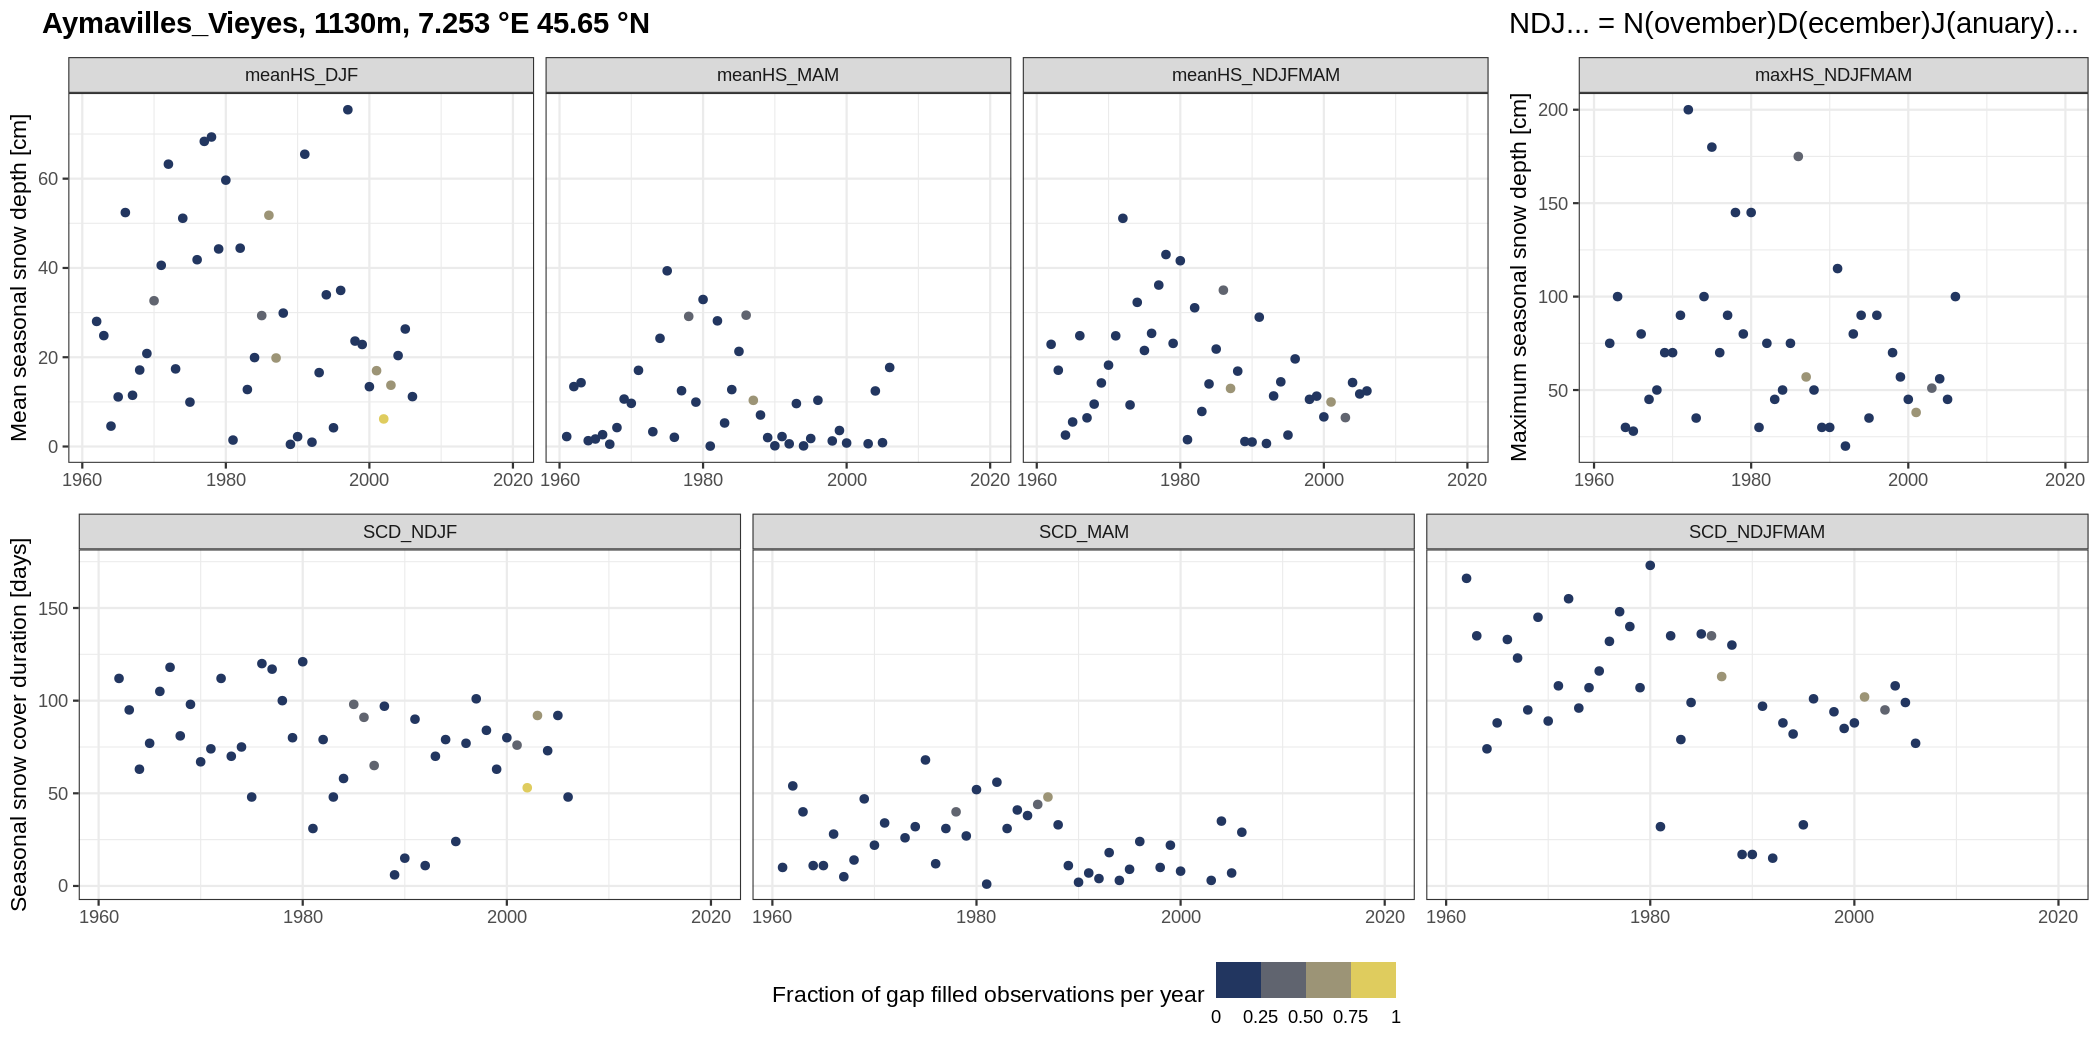 Aymavilles_Vieyes, 1130m, 7.253 °E 45.65 °N
NDJ... = N(ovember)D(ecember)J(anuary)...
meanHS_DJF
meanHS_MAM
meanHS_NDJFMAM
maxHS_NDJFMAM
Mean seasonal snow depth [cm]
60
40
20
0
1960 1980 2000 2020
1960 1980 2000 2020
1960 1980 2000 2020
Maximum seasonal snow depth [cm]
200
150
100
50
1960 1980 2000 2020
SCD_NDJF
SCD_MAM
SCD_NDJFMAM
Seasonal snow cover duration [days]
150
100
50
0
1960 1980 2000 2020
1960 1980 2000 2020
1960 1980 2000 2020
Fraction of gap filled observations per year
0 0.25 0.50 0.75 1